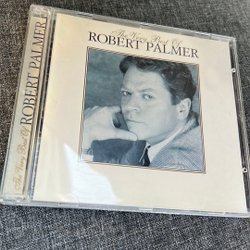 The Very Best Of
ROBERT PALMER
The Very Best Of ROBERT PALMER